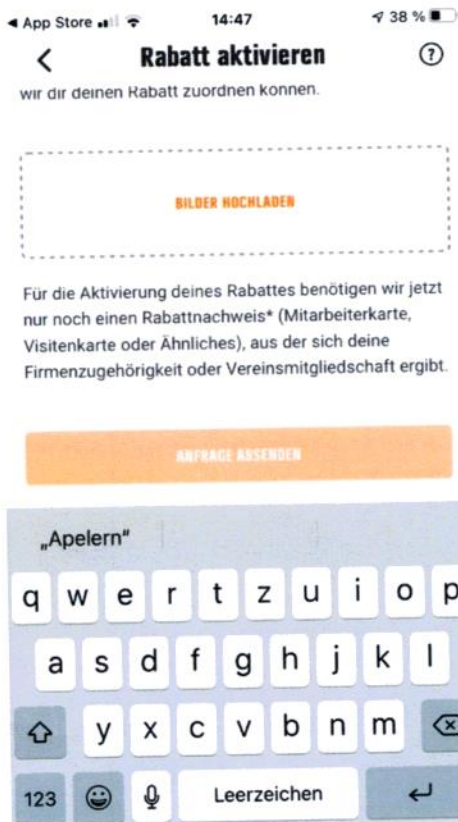 App Store 14:47 38 %
Rabatt aktivieren ?
wir dir deinen Rabatt zuordnen können.
BILDER HOCHLADEN
Für die Aktivierung deines Rabattes benötigen wir jetzt
nur noch einen Rabattnachweis* (Mitarbeiterkarte,
Visitenkarte oder Ähnliches), aus der sich deine
Firmenzugehörigkeit oder Vereinsmitgliedschaft ergibt.
ANFRAGE ABSENDEN
„Apelern“
q w e r t z u i o p
a s d f g h j k l
y x c v b n m
123 Leerzeichen